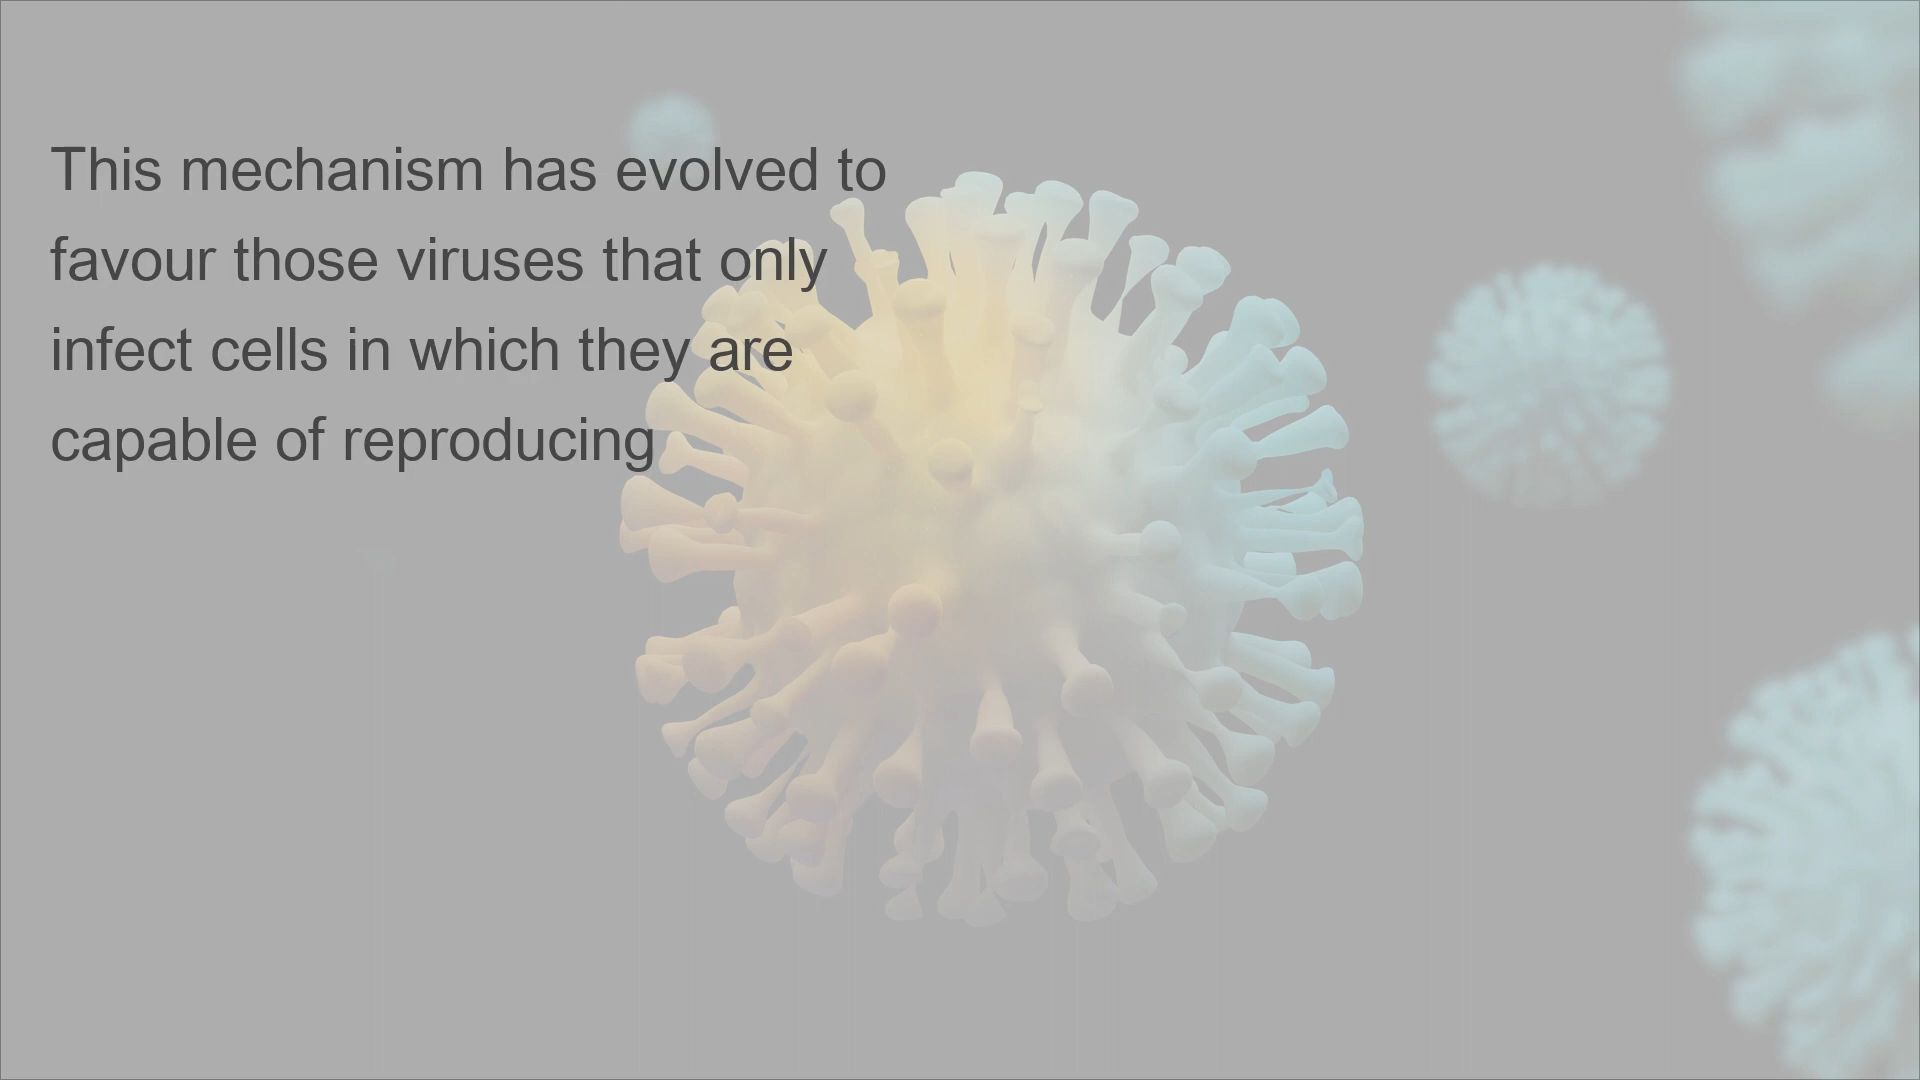 This mechanism has evolved to
favour those viruses that only
infect cells in which they are
capable of reproducing